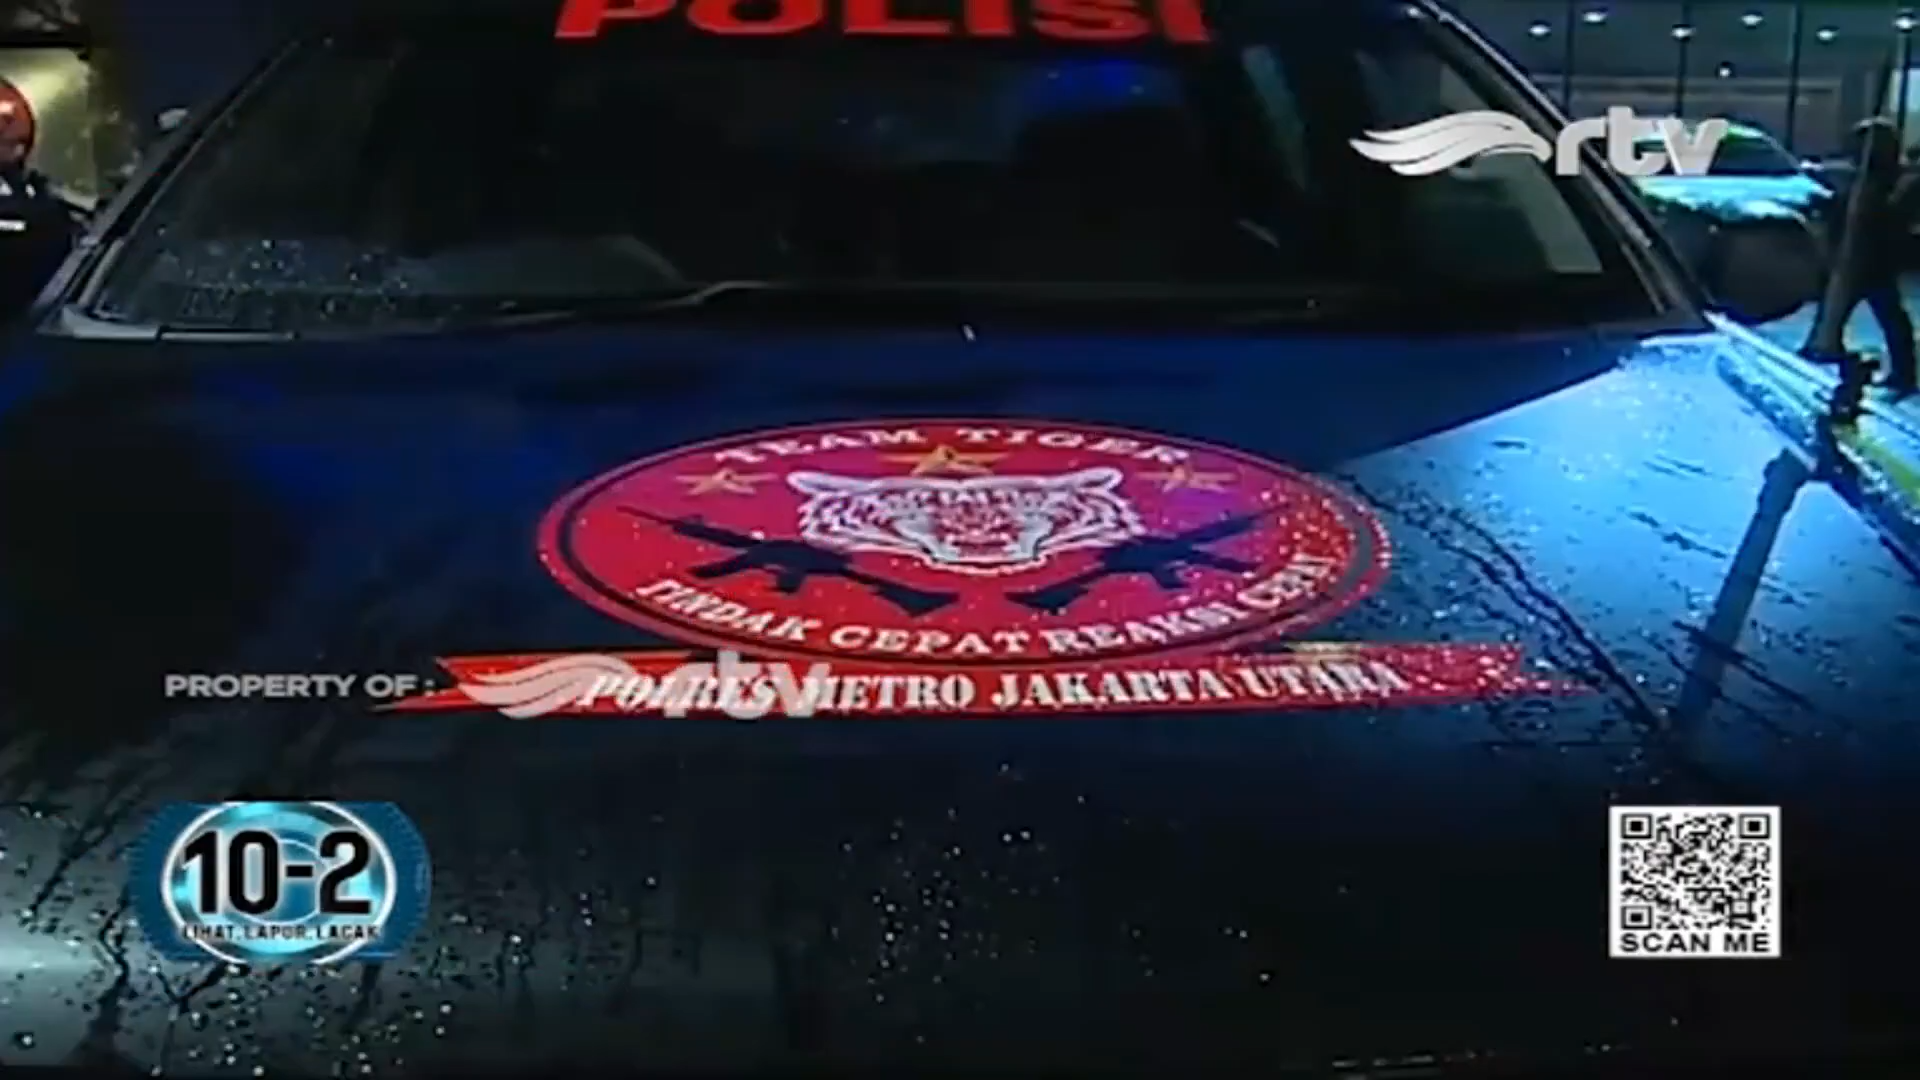 POLISI
rtv
TEAM TIGER
TINDAK CEPAT REAKSI CEPAT
PROPERTY OF : rtv
POLRES METRO JAKARTA UTARA
10-2
LIHAT.LAPOR.LACAK
SCAN ME